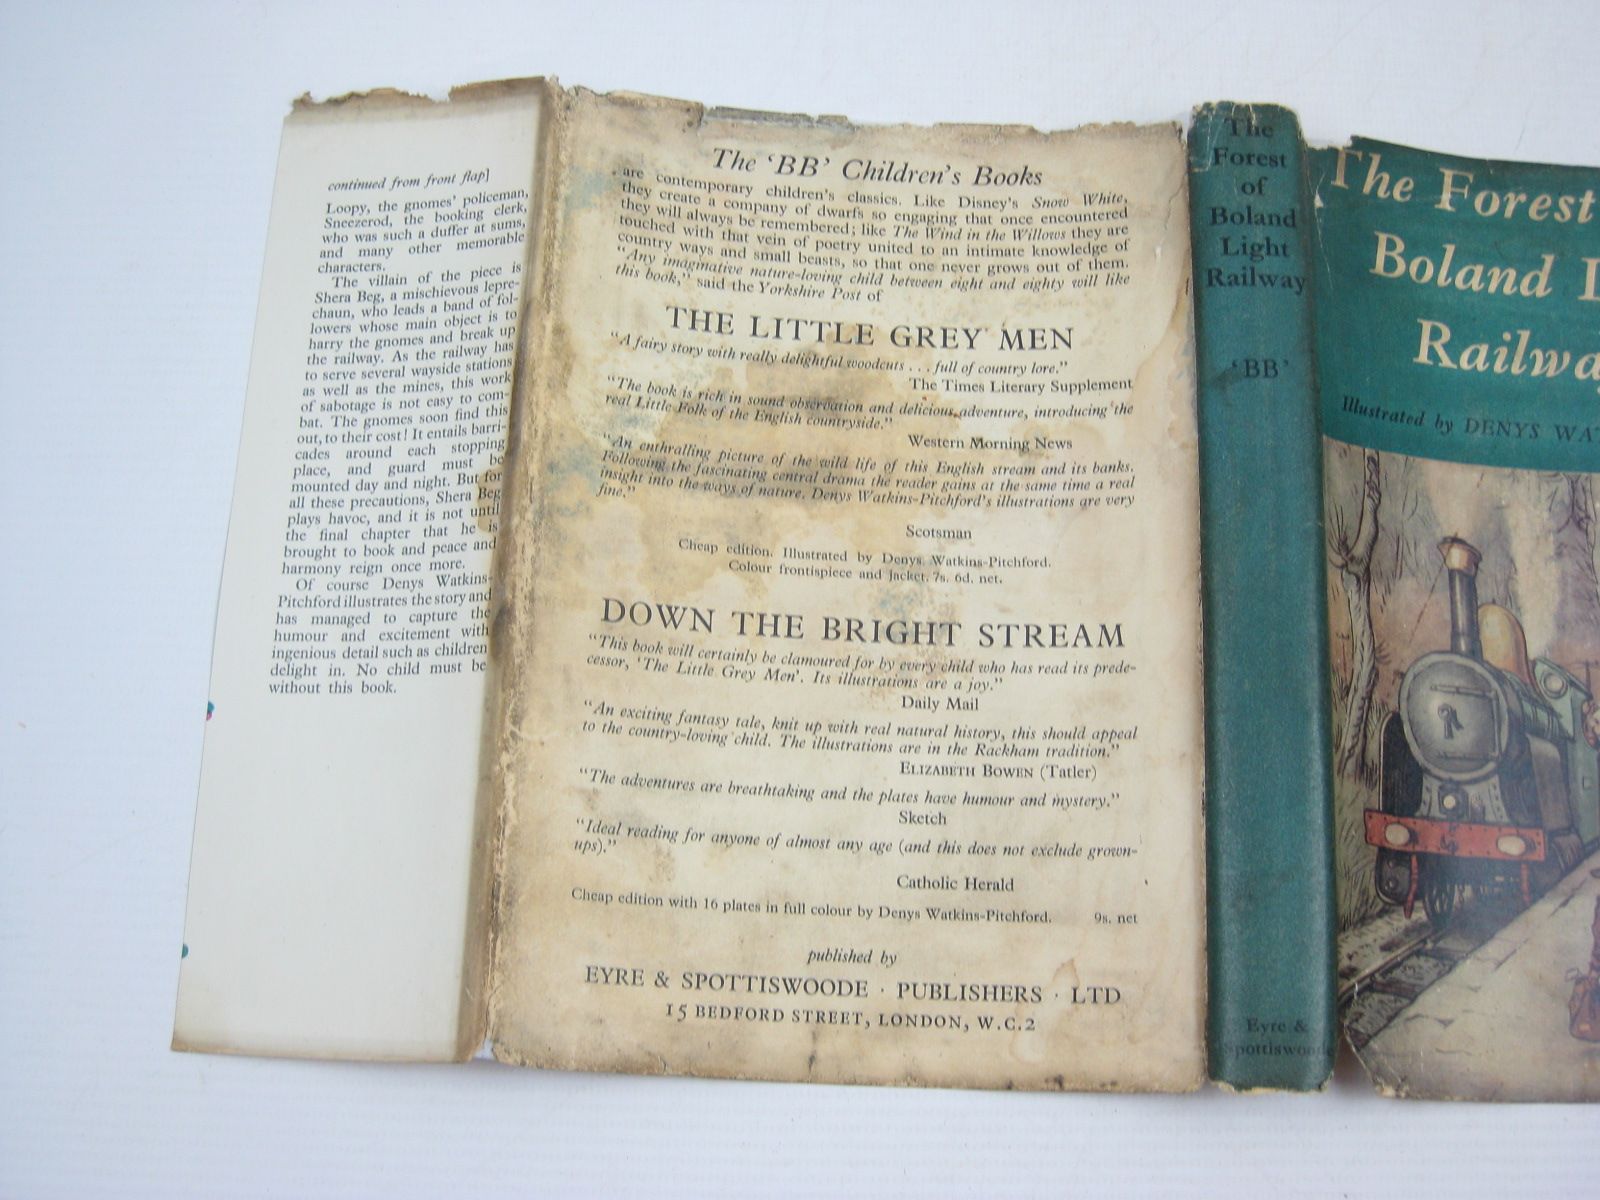 continued from front flap]
Loopy, the gnomes' policeman,
Sneezerod, the booking clerk,
who was such a duffer at sums,
and many other memorable
characters.
The villain of the piece is
Shera Beg, a mischievous lepre-
chaun, who leads a band of fol-
lowers whose main object is to
harry the gnomes and break up
the railway. As the railway has
to serve several wayside stations
as well as the mines, this work
of sabotage is not easy to com-
bat. The gnomes soon find this
out, to their cost! It entails barri-
cades around each stopping
place, and guard must be
mounted day and night. But for
all these precautions, Shera Beg
plays havoc, and it is not until
the final chapter that he is
brought to book and peace and
harmony reign once more.
Of course Denys Watkins-
Pitchford illustrates the story and
has managed to capture the
humour and excitement with
ingenious detail such as children
delight in. No child must be
without this book.
The 'BB' Children's Books
are contemporary children's classics. Like Disney's Snow White,
they create a company of dwarfs so engaging that once encountered
they will always be remembered; like The Wind in the Willows they are
touched with that vein of poetry united to an intimate knowledge of
country ways and small beasts, so that one never grows out of them.
"Any imaginative nature-loving child between eight and eighty will like
this book," said the Yorkshire Post of
THE LITTLE GREY MEN
"A fairy story with really delightful woodcuts . . . full of country lore."
The Times Literary Supplement
"The book is rich in sound observation and delicious adventure, introducing the
real Little Folk of the English countryside."
Western Morning News
"An enthralling picture of the wild life of this English stream and its banks.
Following the fascinating central drama the reader gains at the same time a real
insight into the ways of nature. Denys Watkins-Pitchford's illustrations are very
fine."
Scotsman
Cheap edition. Illustrated by Denys Watkins-Pitchford.
Colour frontispiece and Jacket. 7s. 6d. net.
DOWN THE BRIGHT STREAM
"This book will certainly be clamoured for by every child who has read its prede-
cessor, 'The Little Grey Men'. Its illustrations are a joy."
Daily Mail
"An exciting fantasy tale, knit up with real natural history, this should appeal
to the country-loving child. The illustrations are in the Rackham tradition."
ELIZABETH BOWEN (Tatler)
"The adventures are breathtaking and the plates have humour and mystery."
Sketch
"Ideal reading for anyone of almost any age (and this does not exclude grown-
ups)."
Catholic Herald
Cheap edition with 16 plates in full colour by Denys Watkins-Pitchford. 9s. net
published by
EYRE & SPOTTISWOODE · PUBLISHERS · LTD
15 BEDFORD STREET, LONDON, W.C.2
The
Forest
of
Boland
Light
Railway
'BB'
Eyre &
Spottiswoode
The Forest
Boland L
Railwa
Illustrated by DENYS WAT